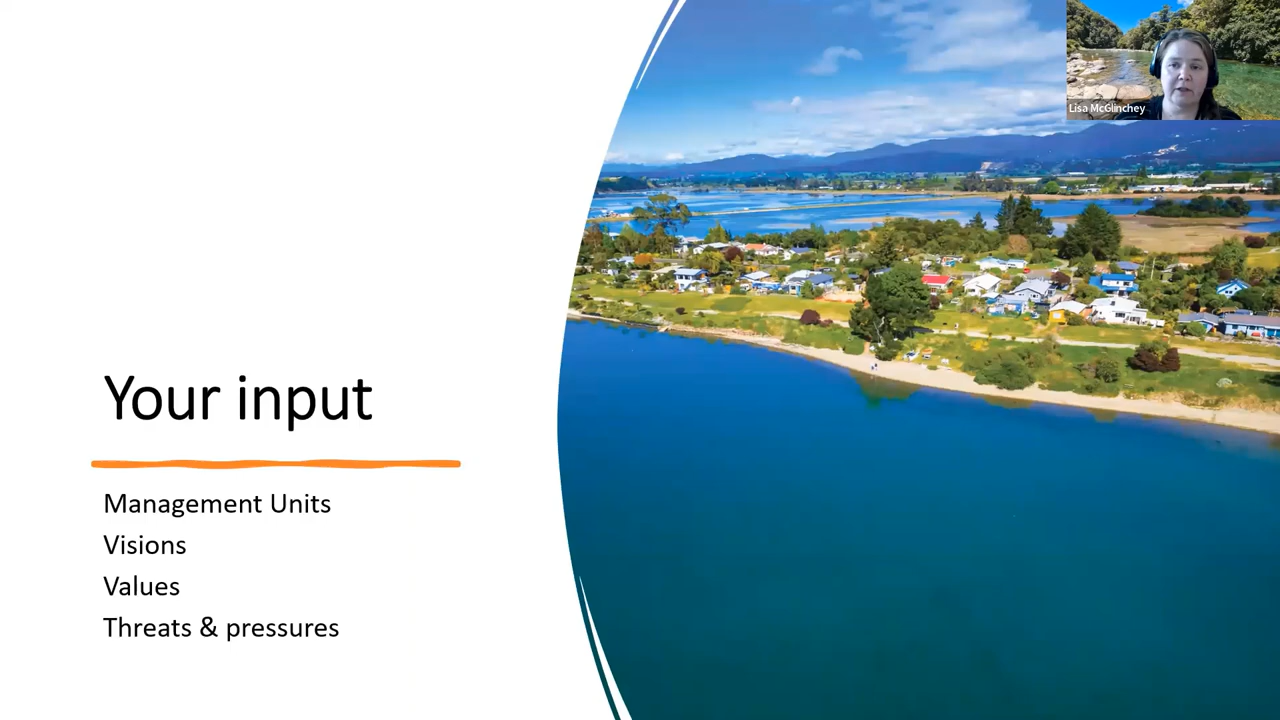 Lisa McGlinchey
Your input
Management Units
Visions
Values
Threats & pressures